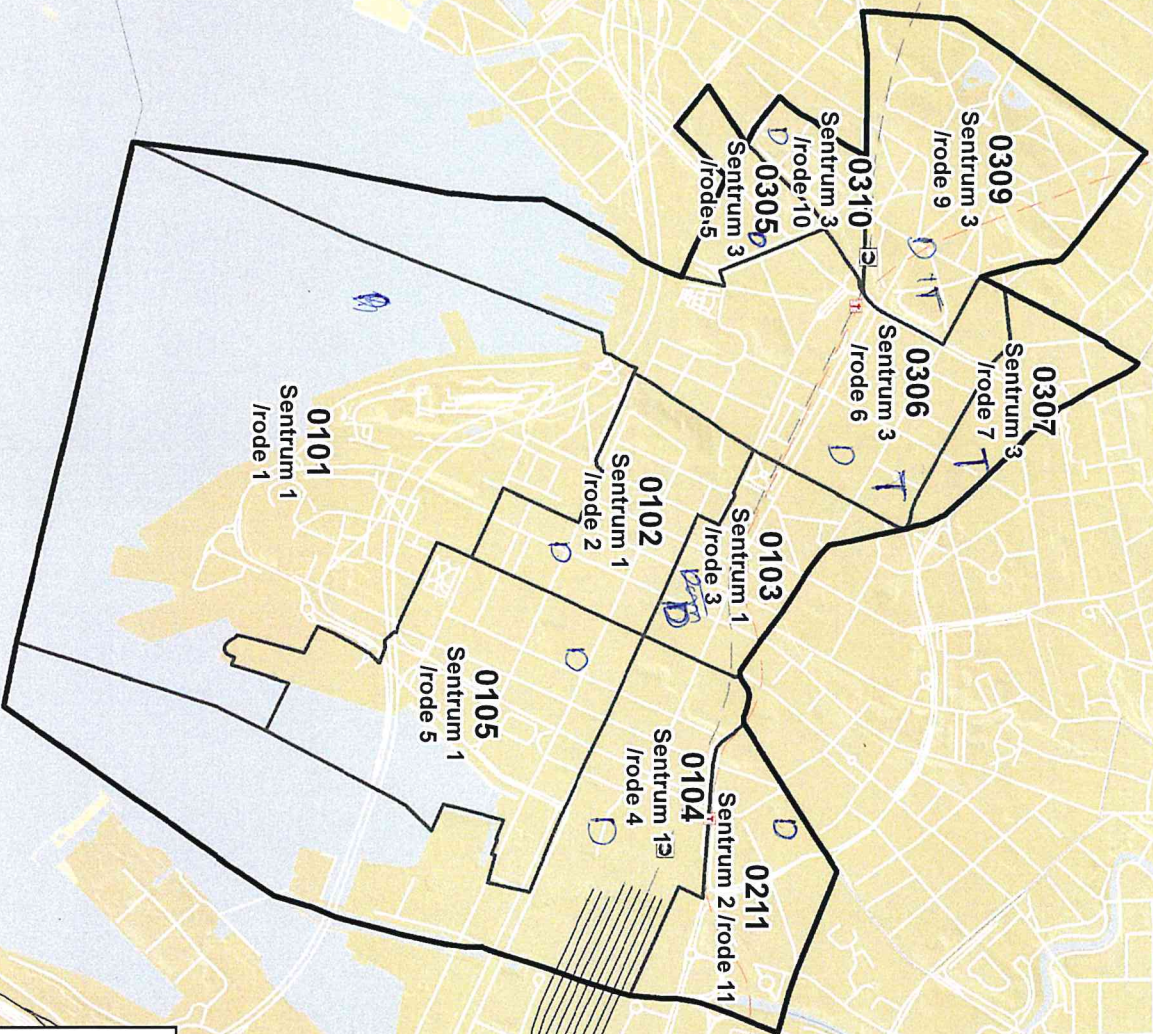 0309
Sentrum 3
/rode 9
D + T
0307
Sentrum 3
/rode 7
T
0310
Sentrum 3
/rode 10
D
0306
Sentrum 3
/rode 6
D
T
0305
Sentrum 3
/rode 5
D
0103
Sentrum 1
/rode 3
D
0102
Sentrum 1
/rode 2
D
0101
Sentrum 1
/rode 1
0211
Sentrum 2 /rode 11
D
0104
Sentrum 1
/rode 4
D
0105
Sentrum 1
/rode 5
D